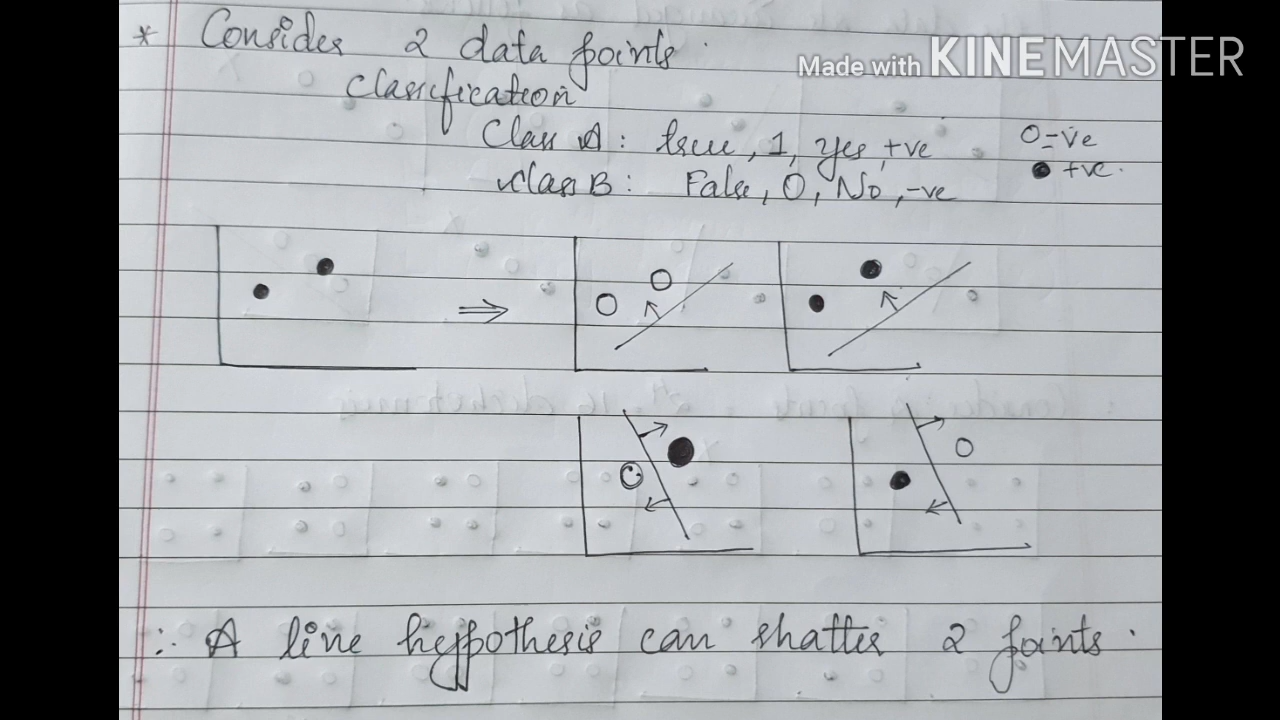 * Consider 2 data points.
Made with KINEMASTER
Classification
Class A : true, 1, Yes, +ve
O -ve
Class B : False, 0, No, -ve
● +ve.
⇒
∴ A line hypothesis can shatter 2 points.